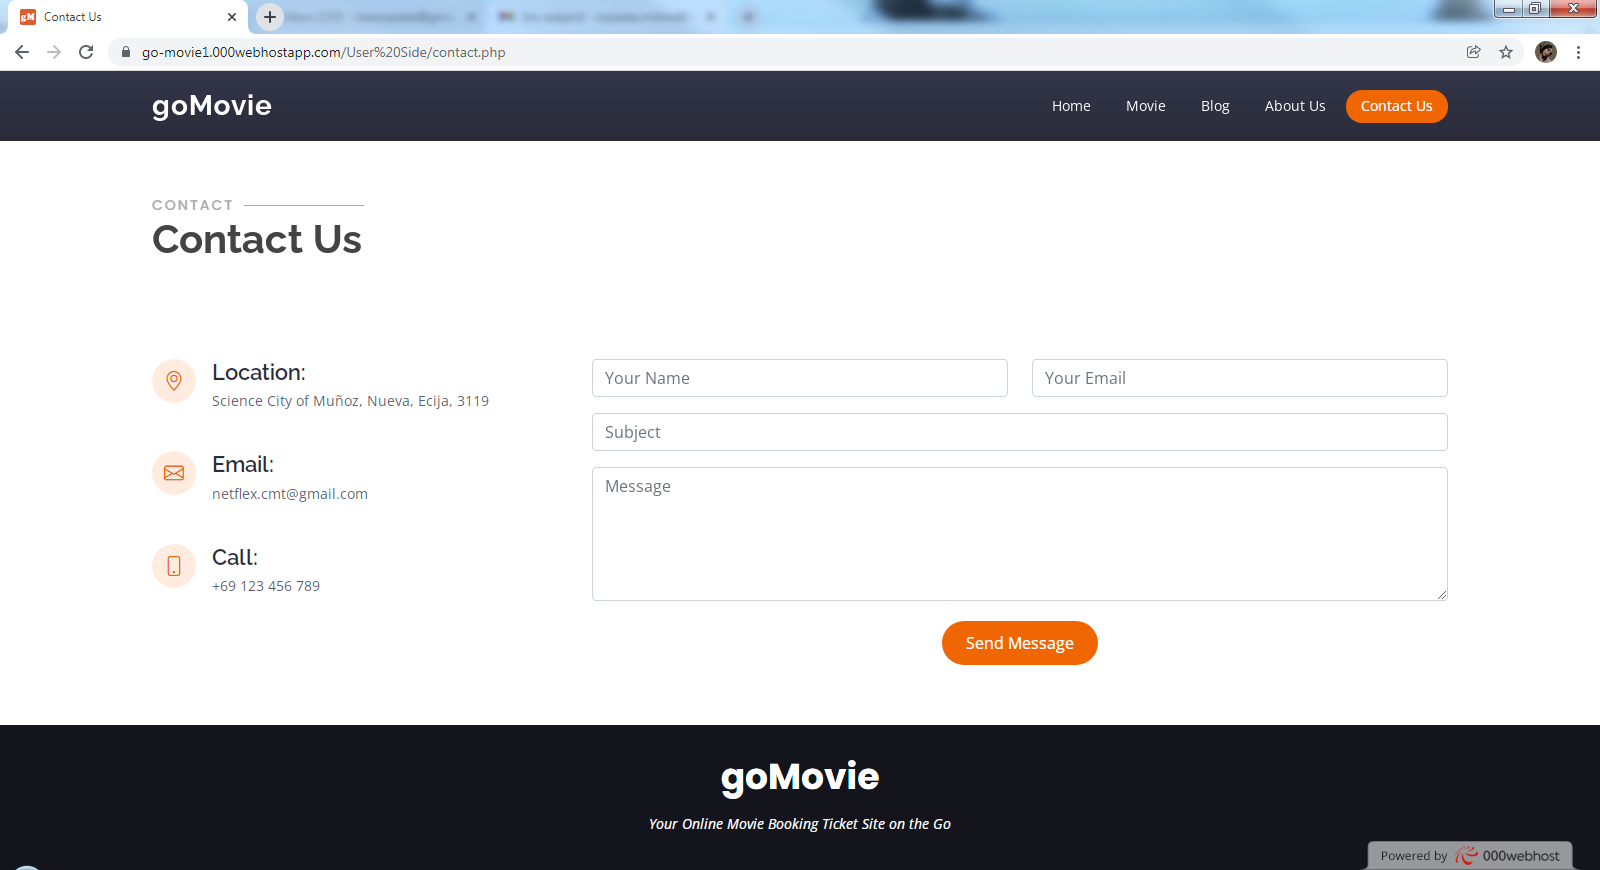 gM Contact Us
go-movie1.000webhostapp.com/User%20Side/contact.php
goMovie
Home Movie Blog About Us Contact Us
CONTACT
Contact Us
Location:
Science City of Muñoz, Nueva, Ecija, 3119
Email:
netflex.cmt@gmail.com
Call:
+69 123 456 789
Your Name Your Email
Subject
Message
Send Message
goMovie
Your Online Movie Booking Ticket Site on the Go
Powered by 000webhost